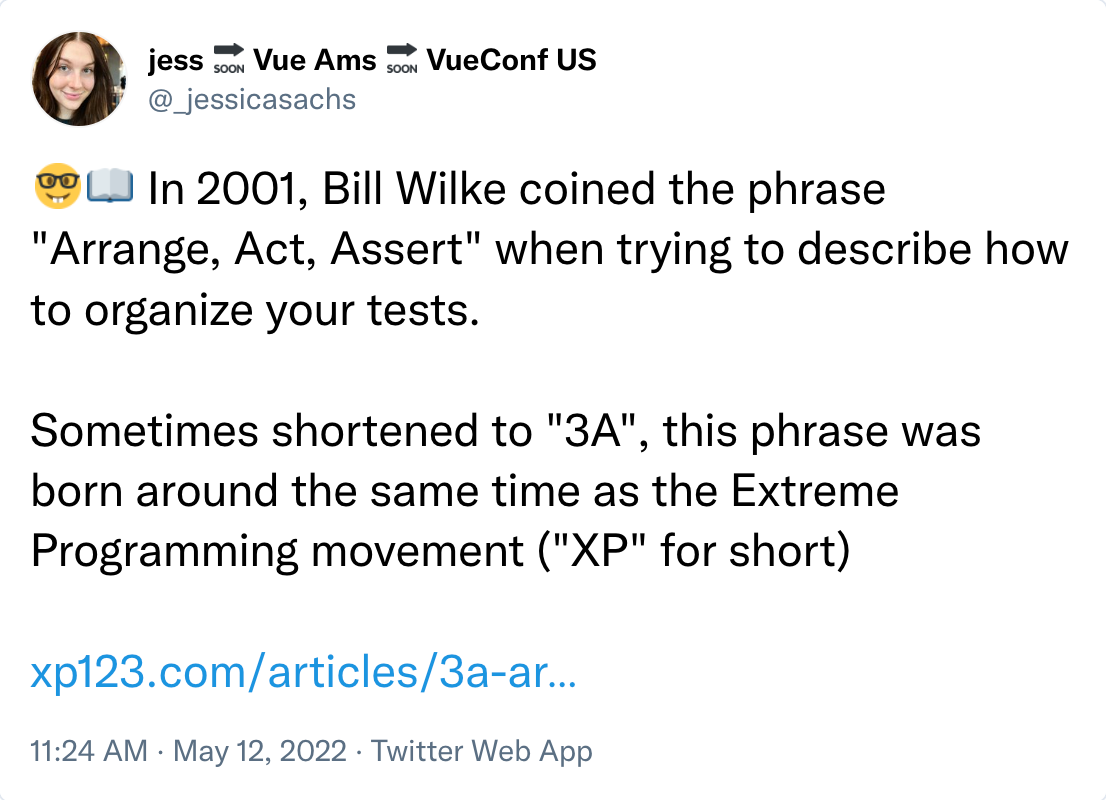 jess 🔜 Vue Ams 🔜 VueConf US
@_jessicasachs
🤓📖 In 2001, Bill Wilke coined the phrase
"Arrange, Act, Assert" when trying to describe how
to organize your tests.
Sometimes shortened to "3A", this phrase was
born around the same time as the Extreme
Programming movement ("XP" for short)
xp123.com/articles/3a-ar...
11:24 AM · May 12, 2022 · Twitter Web App